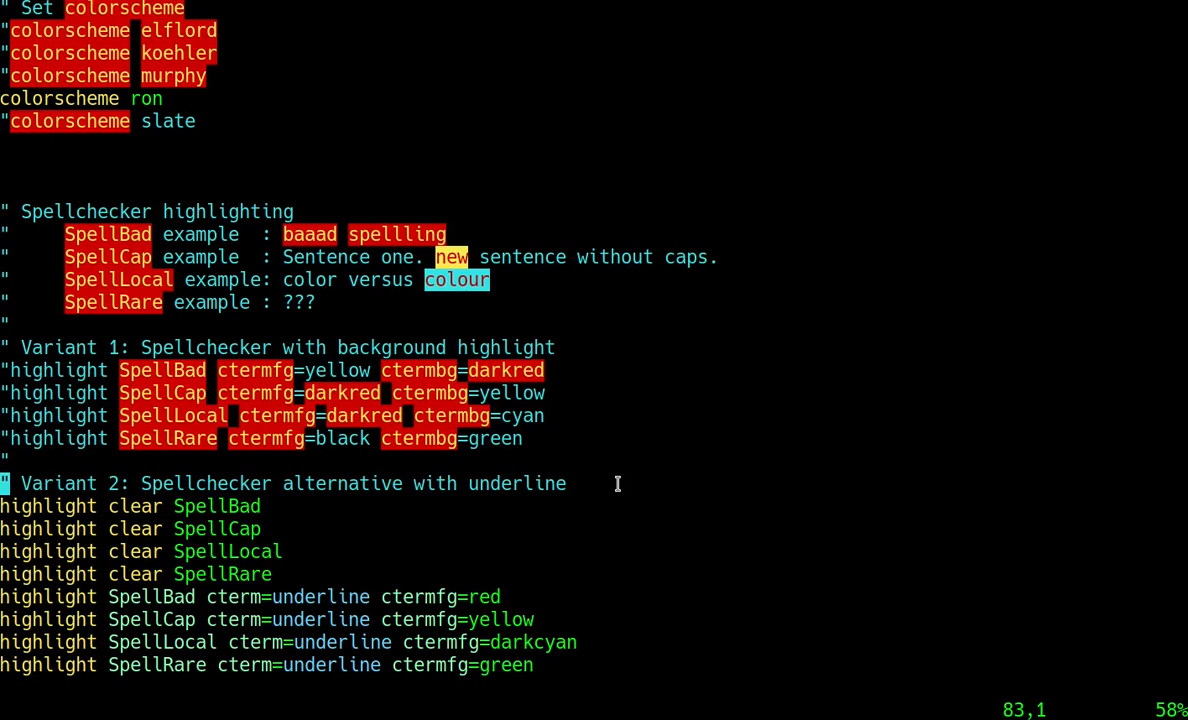 " Set colorscheme
"colorscheme elflord
"colorscheme koehler
"colorscheme murphy
colorscheme ron
"colorscheme slate
" Spellchecker highlighting
"     SpellBad example  : baaad spellling
"     SpellCap example  : Sentence one. new sentence without caps.
"     SpellLocal example: color versus colour
"     SpellRare example : ???
"
" Variant 1: Spellchecker with background highlight
"highlight SpellBad ctermfg=yellow ctermbg=darkred
"highlight SpellCap ctermfg=darkred ctermbg=yellow
"highlight SpellLocal ctermfg=darkred ctermbg=cyan
"highlight SpellRare ctermfg=black ctermbg=green
"
" Variant 2: Spellchecker alternative with underline
highlight clear SpellBad
highlight clear SpellCap
highlight clear SpellLocal
highlight clear SpellRare
highlight SpellBad cterm=underline ctermfg=red
highlight SpellCap cterm=underline ctermfg=yellow
highlight SpellLocal cterm=underline ctermfg=darkcyan
highlight SpellRare cterm=underline ctermfg=green
83,1          58%